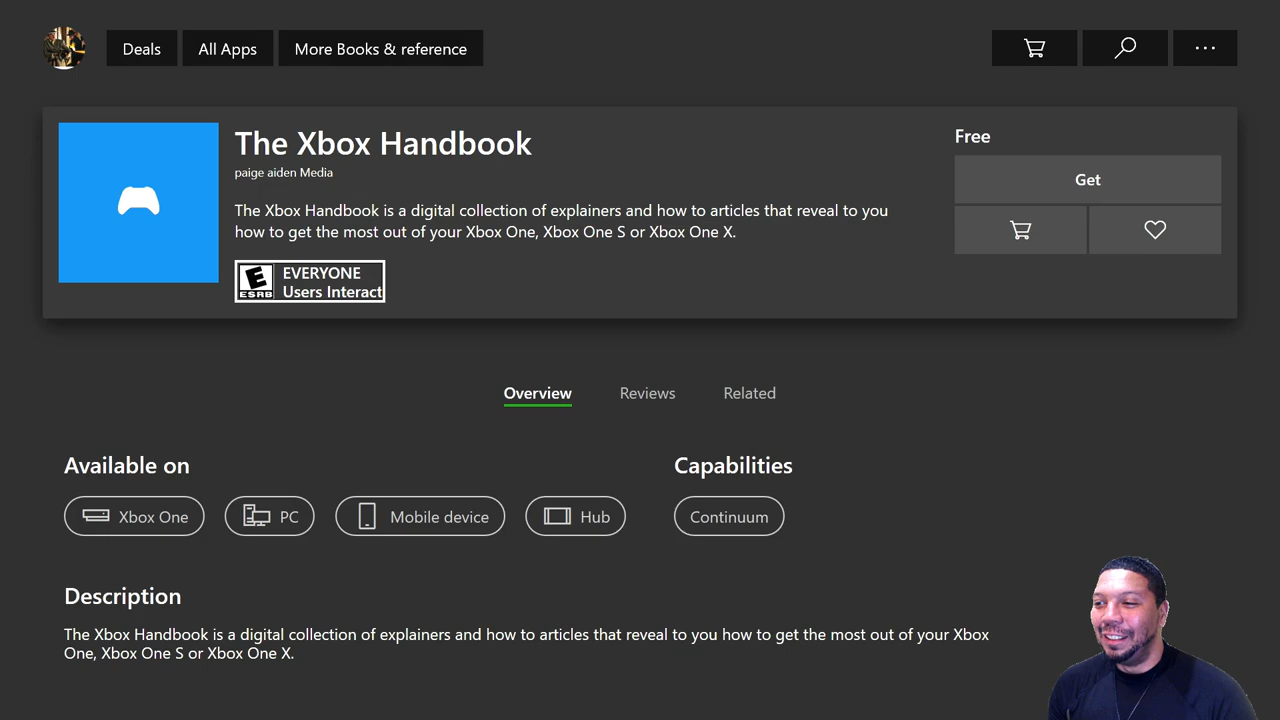 Deals
All Apps
More Books & reference
The Xbox Handbook
paige aiden Media
The Xbox Handbook is a digital collection of explainers and how to articles that reveal to you
how to get the most out of your Xbox One, Xbox One S or Xbox One X.
E
ESRB
EVERYONE
Users Interact
Free
Get
Overview
Reviews
Related
Available on
Xbox One
PC
Mobile device
Hub
Capabilities
Continuum
Description
The Xbox Handbook is a digital collection of explainers and how to articles that reveal to you how to get the most out of your Xbox
One, Xbox One S or Xbox One X.